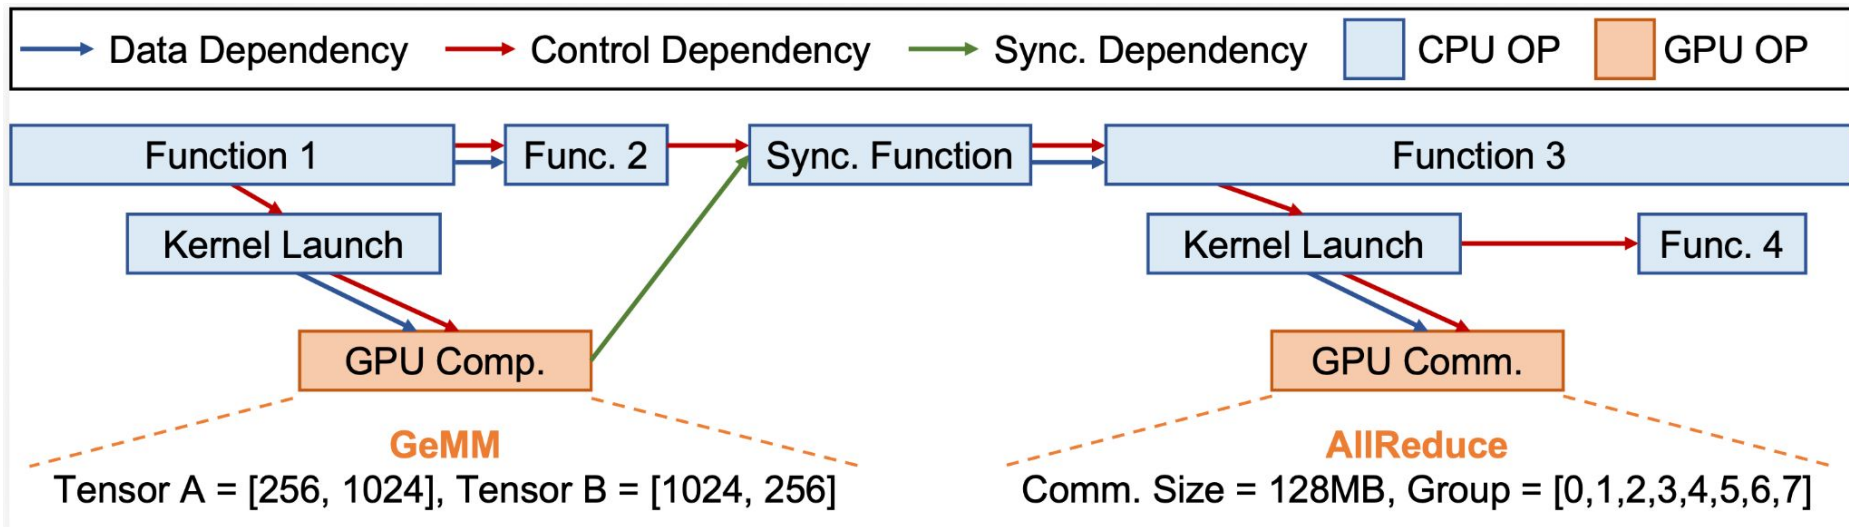 Data Dependency Control Dependency Sync. Dependency CPU OP GPU OP
Function 1 Func. 2 Sync. Function Function 3
Kernel Launch Kernel Launch Func. 4
GPU Comp. GPU Comm.
GeMM AllReduce
Tensor A = [256, 1024], Tensor B = [1024, 256] Comm. Size = 128MB, Group = [0,1,2,3,4,5,6,7]